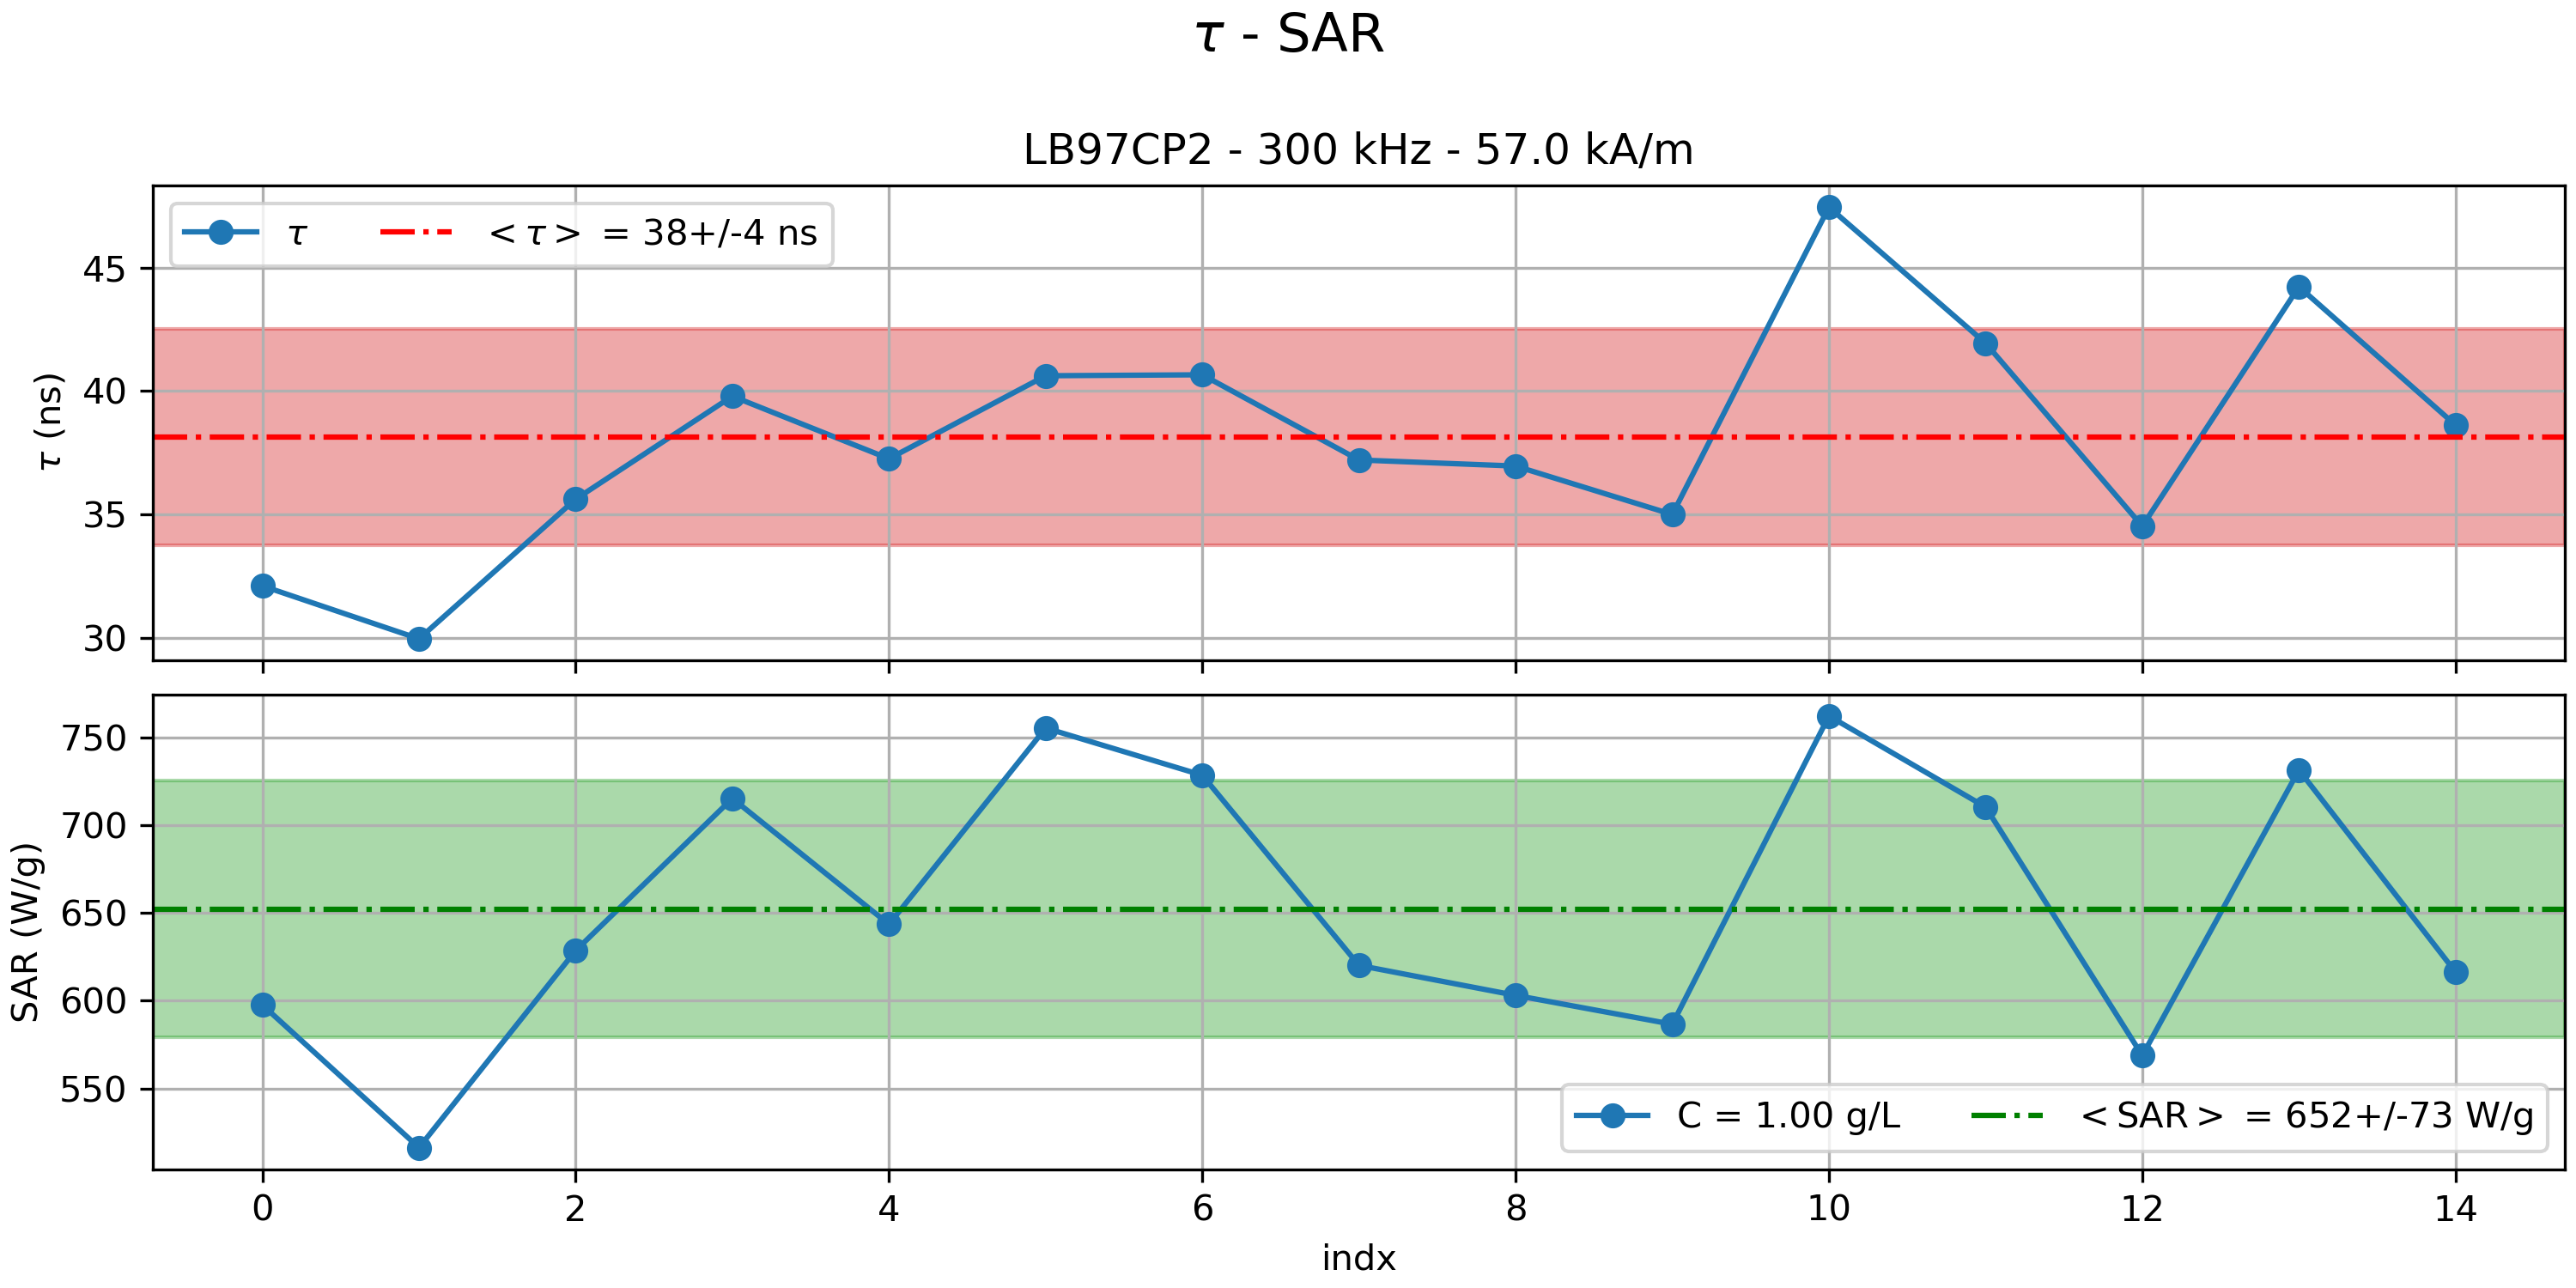 τ - SAR
LB97CP2 - 300 kHz - 57.0 kA/m
τ
<τ> = 38+/-4 ns
τ (ns)
45
40
35
30
SAR (W/g)
750
700
650
600
550
C = 1.00 g/L
<SAR> = 652+/-73 W/g
0 2 4 6 8 10 12 14
indx